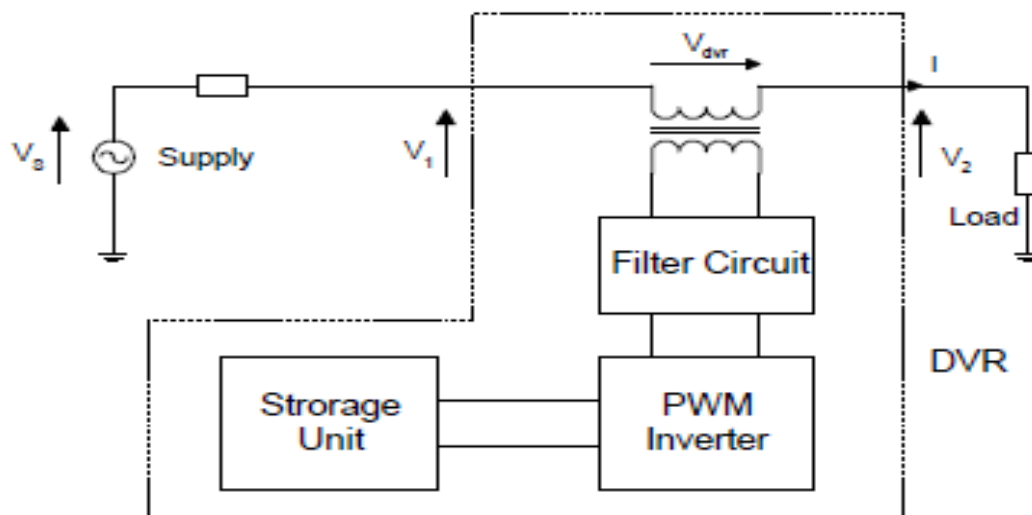 Vdvr
I
Vs
Supply
V1
V2
Load
Filter Circuit
DVR
Strorage
Unit
PWM
Inverter